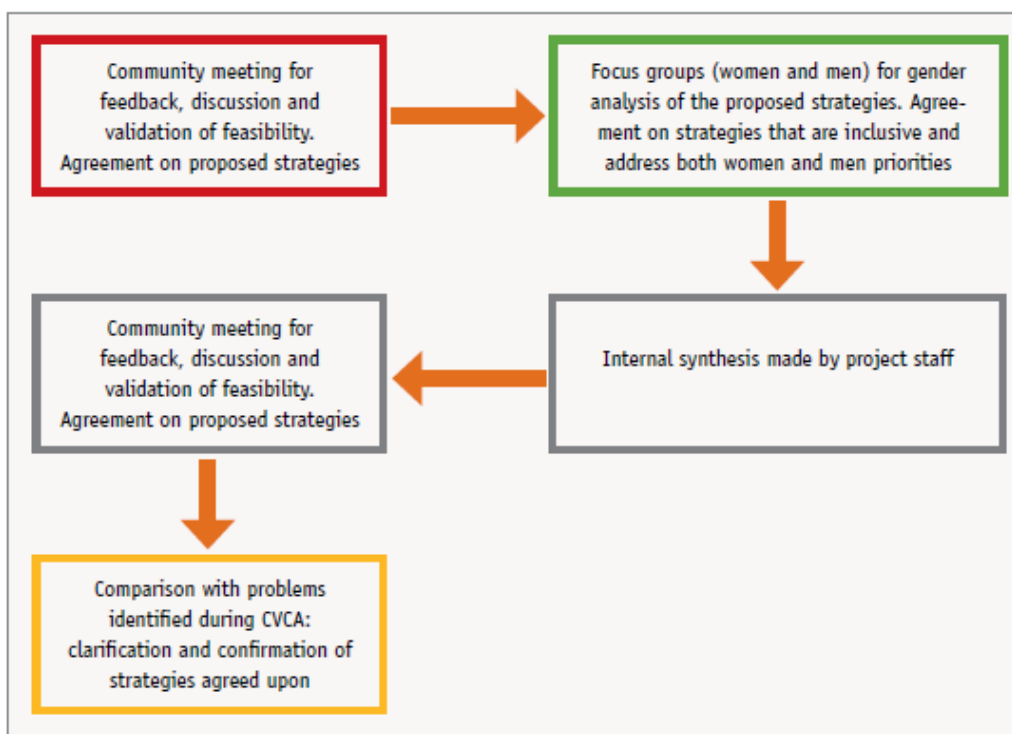 Community meeting for
feedback, discussion and
validation of feasibility.
Agreement on proposed strategies
Focus groups (women and men) for gender
analysis of the proposed strategies. Agree-
ment on strategies that are inclusive and
address both women and men priorities
Internal synthesis made by project staff
Community meeting for
feedback, discussion and
validation of feasibility.
Agreement on proposed strategies
Comparison with problems
identified during CVCA:
clarification and confirmation of
strategies agreed upon